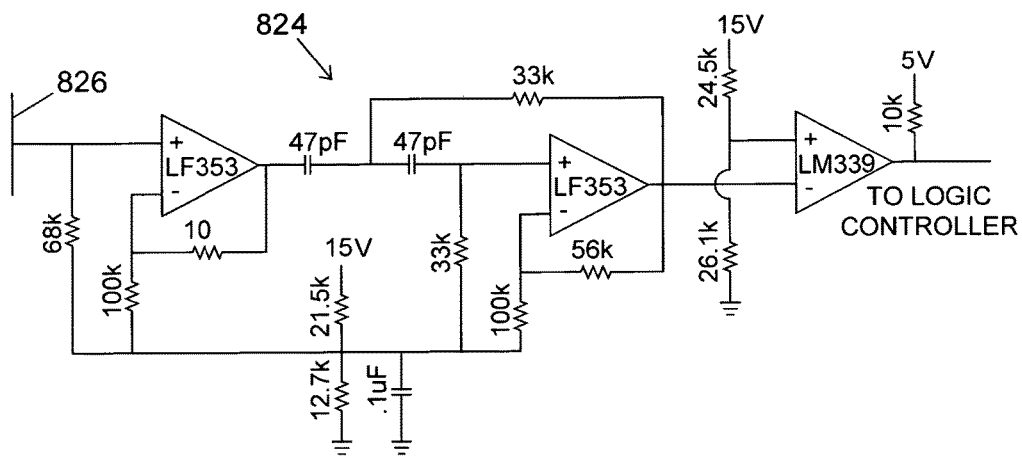 824
826
15V
5V
33k
24.5k
10k
47pF
47pF
+
LF353
-
+
LF353
-
+
LM339
-
TO LOGIC
CONTROLLER
68k
10
100k
15V
33k
56k
26.1k
21.5k
100k
12.7k
.1uF